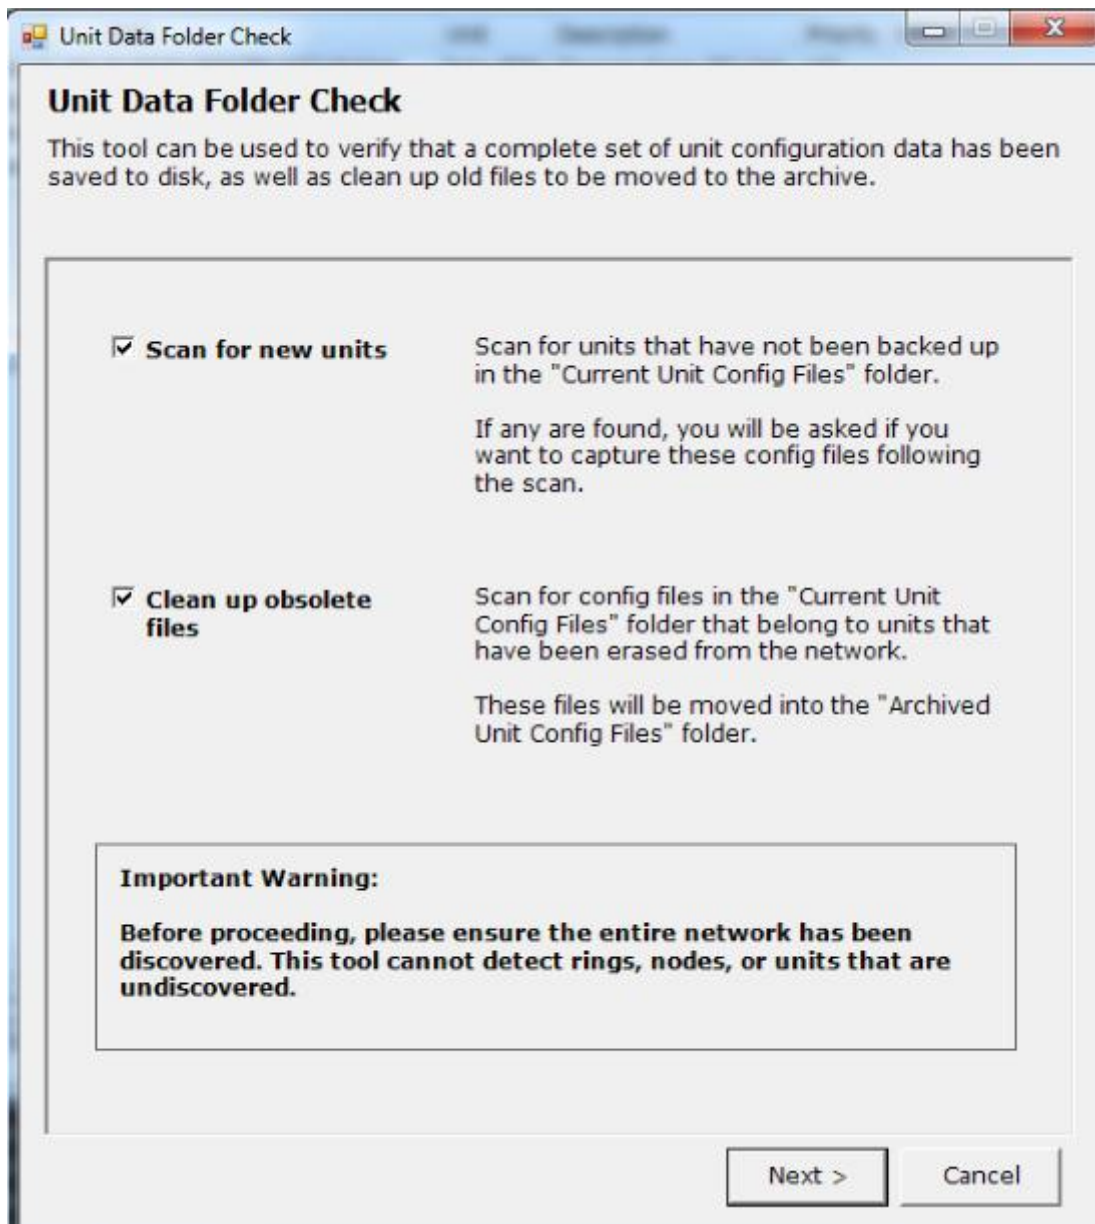 Unit Data Folder Check
Unit Data Folder Check
This tool can be used to verify that a complete set of unit configuration data has been
saved to disk, as well as clean up old files to be moved to the archive.
Scan for new units
Scan for units that have not been backed up
in the "Current Unit Config Files" folder.
If any are found, you will be asked if you
want to capture these config files following
the scan.
Clean up obsolete
files
Scan for config files in the "Current Unit
Config Files" folder that belong to units that
have been erased from the network.
These files will be moved into the "Archived
Unit Config Files" folder.
Important Warning:
Before proceeding, please ensure the entire network has been
discovered. This tool cannot detect rings, nodes, or units that are
undiscovered.
Next >
Cancel